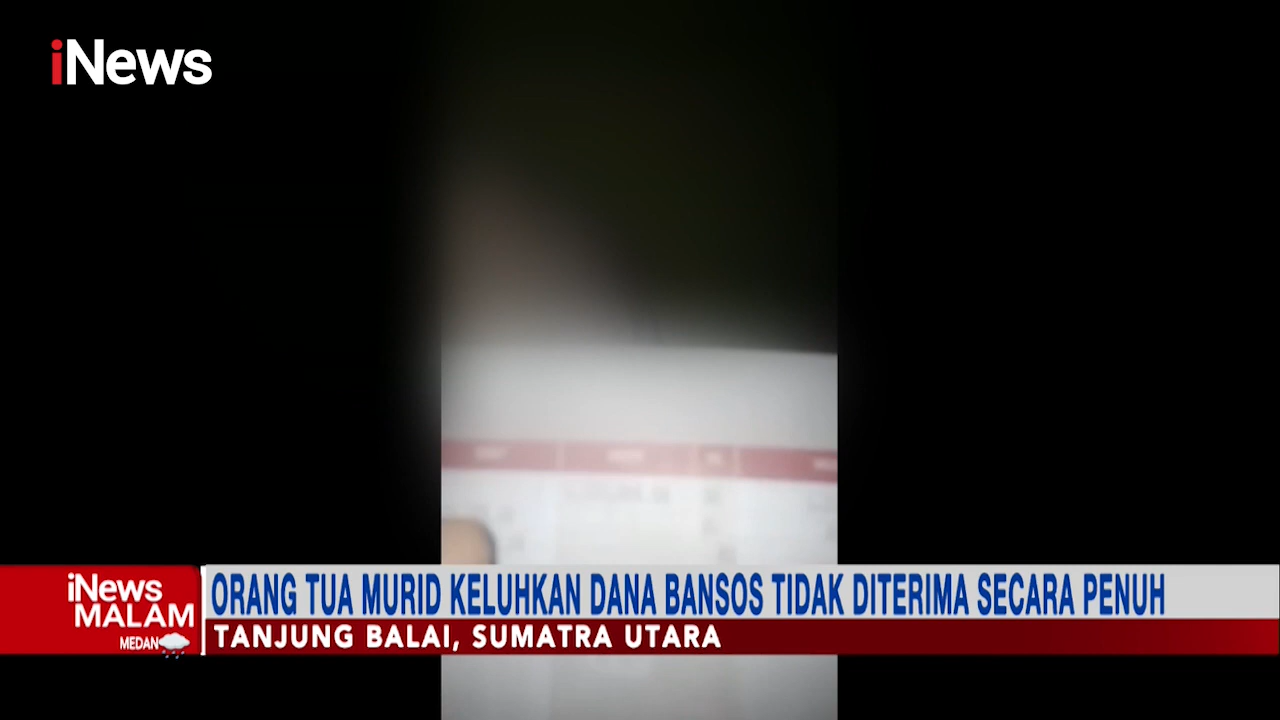 iNews
iNews
MALAM
MEDAN
ORANG TUA MURID KELUHKAN DANA BANSOS TIDAK DITERIMA SECARA PENUH
TANJUNG BALAI, SUMATRA UTARA